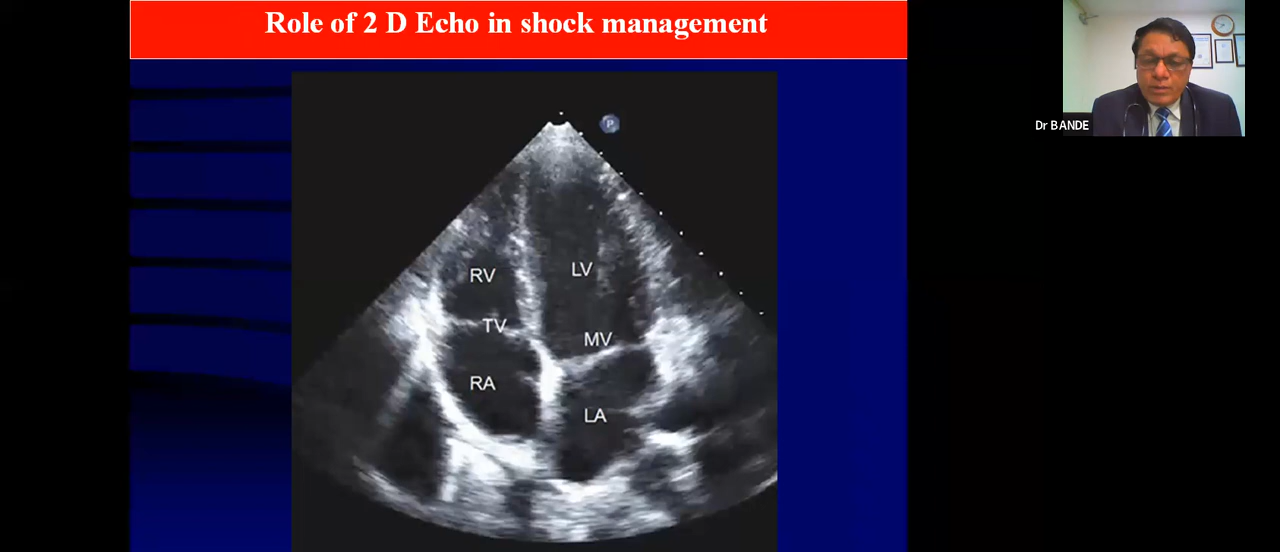 Role of 2 D Echo in shock management
P
Dr BANDE
RV
LV
TV
MV
RA
LA